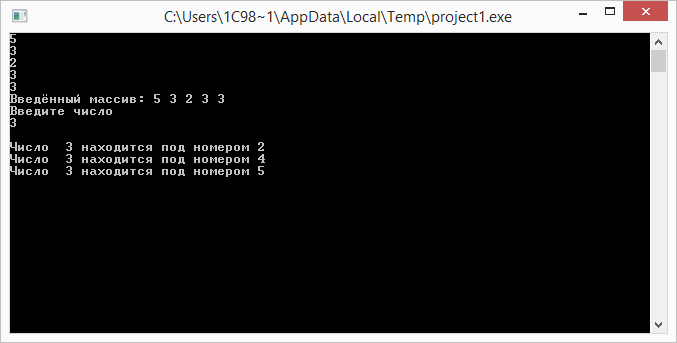 C:\Users\1C98~1\AppData\Local\Temp\project1.exe
5
3
2
3
3
Введённый массив: 5 3 2 3 3
Введите число
3
Число  3 находится под номером 2
Число  3 находится под номером 4
Число  3 находится под номером 5